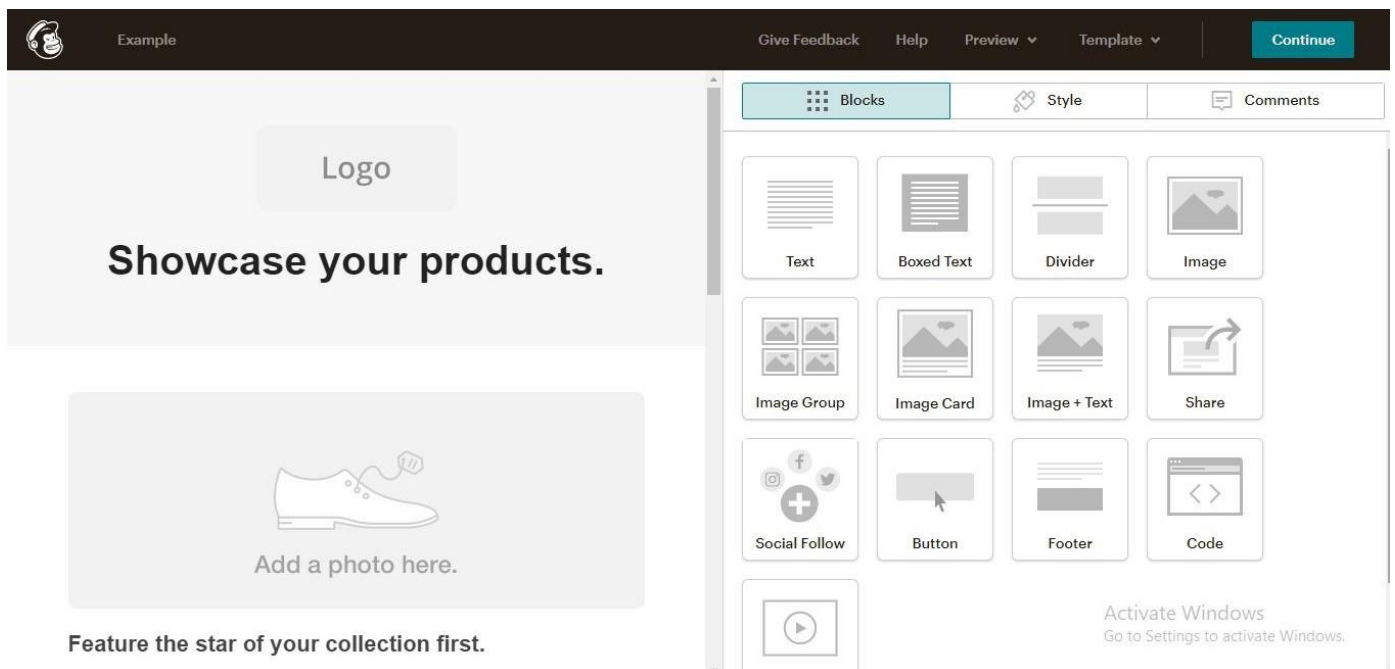 Example
Give Feedback
Help
Preview
Template
Continue
Blocks
Style
Comments
Logo
Showcase your products.
Add a photo here.
Feature the star of your collection first.
Text
Boxed Text
Divider
Image
Image Group
Image Card
Image + Text
Share
Social Follow
Button
Footer
Code
Activate Windows
Go to Settings to activate Windows.